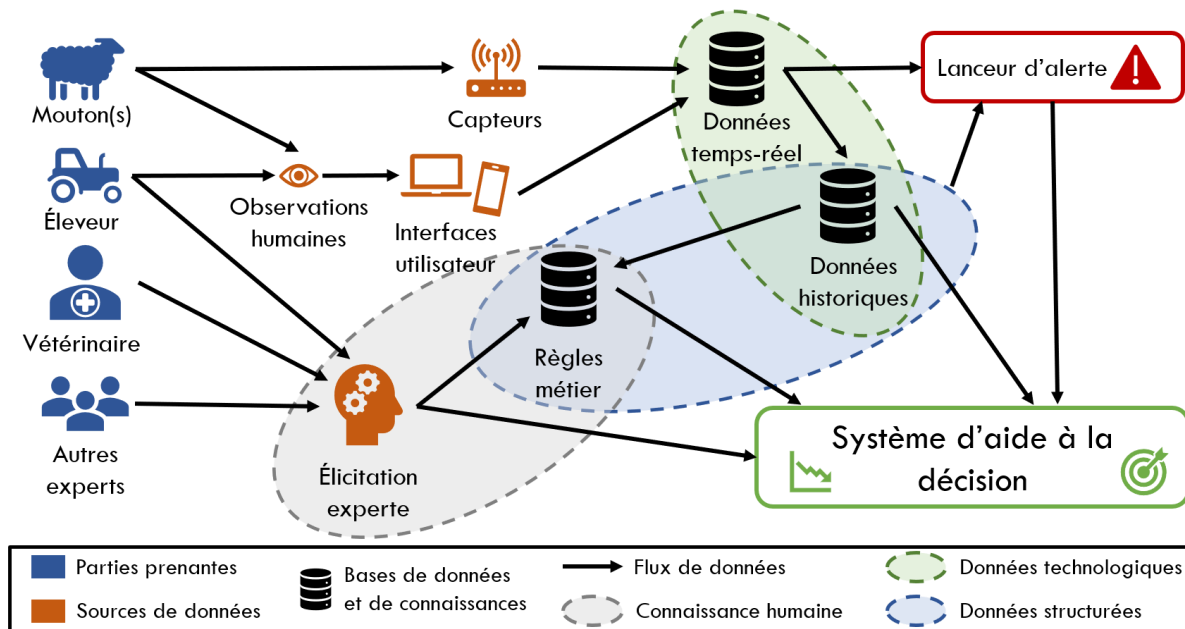 Mouton(s)
Capteurs
Données
temps-réel
Lanceur d'alerte
Éleveur
Observations
humaines
Interfaces
utilisateur
Données
historiques
Vétérinaire
Règles
métier
Autres
experts
Élicitation
experte
Système d'aide à la
décision
Parties prenantes
Sources de données
Bases de données
et de connaissances
Flux de données
Connaissance humaine
Données technologiques
Données structurées